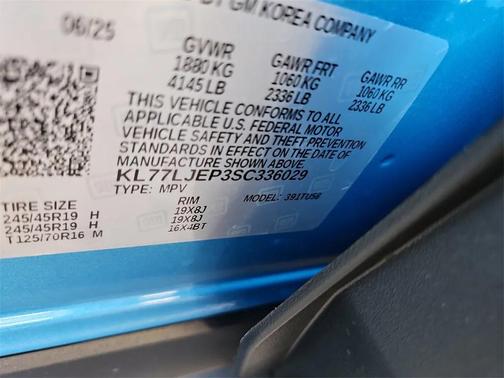 BY GM KOREA COMPANY
06/25
GVWR GAWR FRT GAWR RR
1880 KG 1060 KG 1060 KG
4145 LB 2336 LB 2336 LB
THIS VEHICLE CONFORMS TO ALL
APPLICABLE U.S. FEDERAL MOTOR
VEHICLE SAFETY AND THEFT PREVENTION
STANDARDS IN EFFECT ON THE DATE OF
MANUFACTURE SHOWN ABOVE.
KL77LJEP3SC336029
TYPE: MPV MODEL: 391TUS6
TIRE SIZE RIM
245/45R19 H 19X8J
245/45R19 H 19X8J
T125/70R16 M 16X4BT